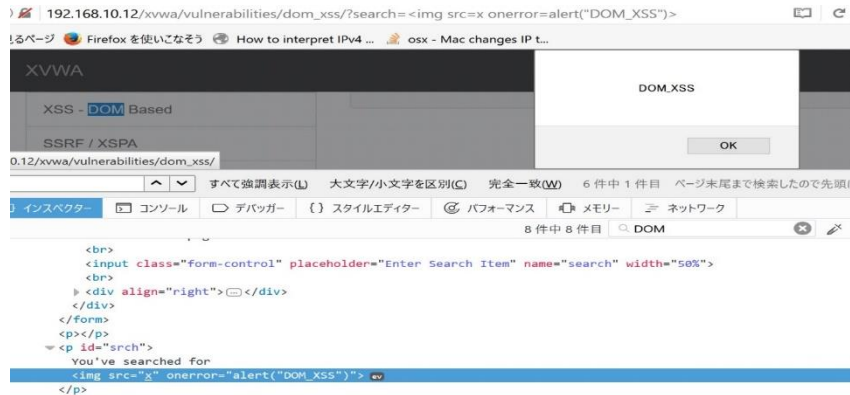 192.168.10.12/xvwa/vulnerabilities/dom_xss/?search=<img src=x onerror=alert("DOM_XSS")>
るページ Firefox を使いこなそう How to interpret IPv4 ... osx - Mac changes IP t...
XVWA
DOM_XSS
XSS - DOM Based
SSRF / XSPA
OK
0.12/xvwa/vulnerabilities/dom_xss/
すべて強調表示(L) 大文字/小文字を区別(C) 完全一致(W) 6 件中 1 件目 ページ末尾まで検索したので先頭
インスペクター コンソール デバッガー {} スタイルエディター パフォーマンス メモリー ネットワーク
8 件中 8 件目 DOM
<br>
<input class="form-control" placeholder="Enter Search Item" name="search" width="50%">
<br>
<div align="right"></div>
</div>
</form>
<p></p>
<p id="srch">
You've searched for
<img src="x" onerror="alert("DOM_XSS")"> ev
</p>